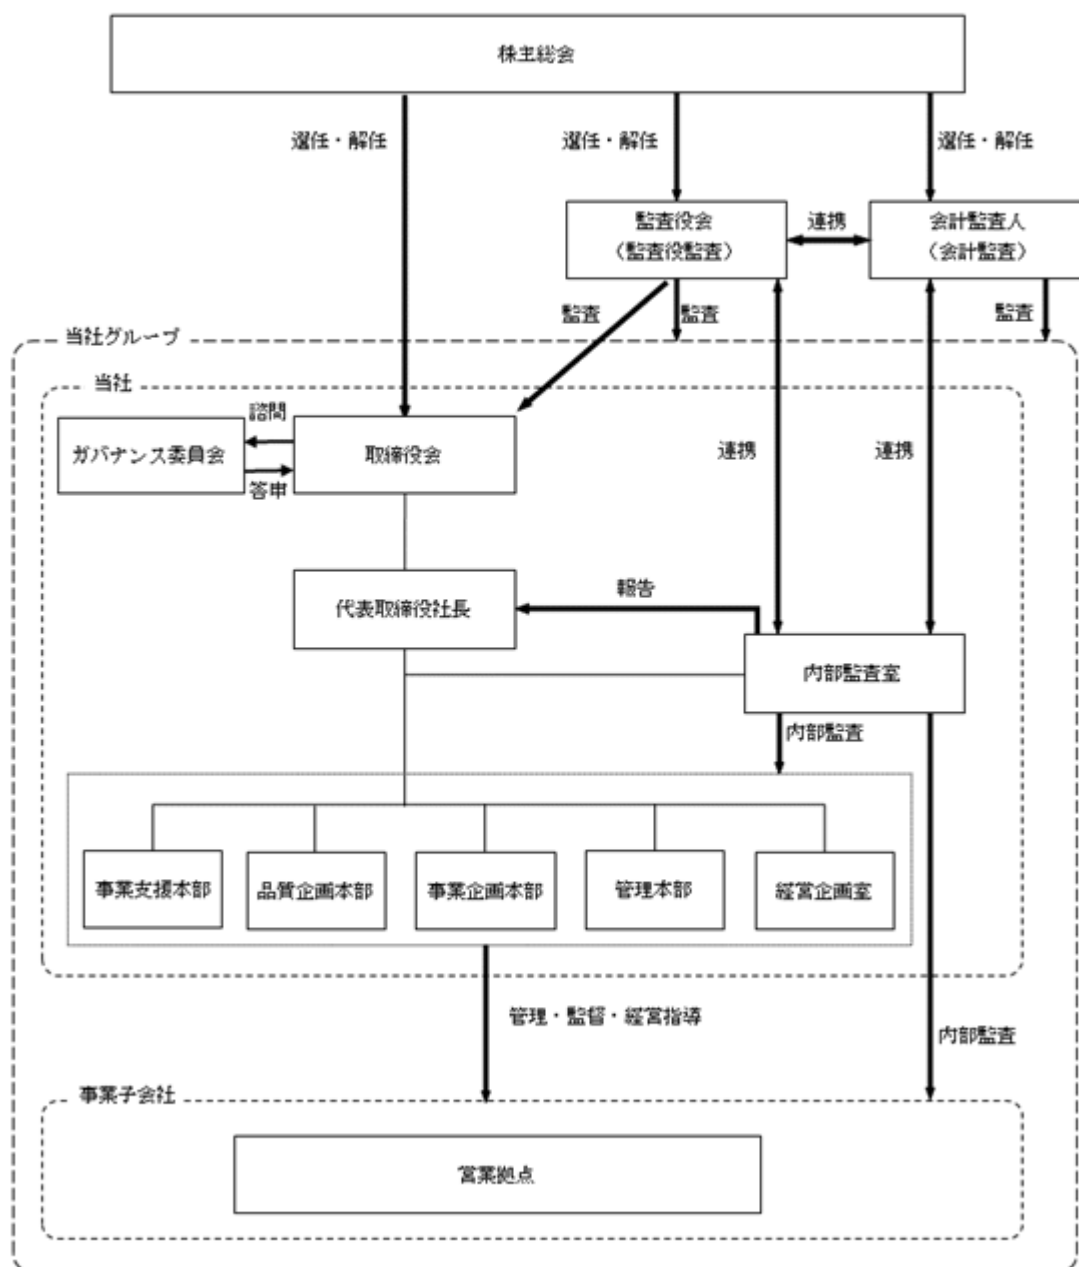 株主総会
選任・解任
選任・解任
選任・解任
監査役会
（監査役監査）
連携
会計監査人
（会計監査）
監査
監査
監査
当社グループ
当社
諮問
ガバナンス委員会
取締役会
答申
連携
連携
報告
代表取締役社長
内部監査室
内部監査
事業支援本部
品質企画本部
事業企画本部
管理本部
経営企画室
管理・監督・経営指導
内部監査
事業子会社
営業拠点